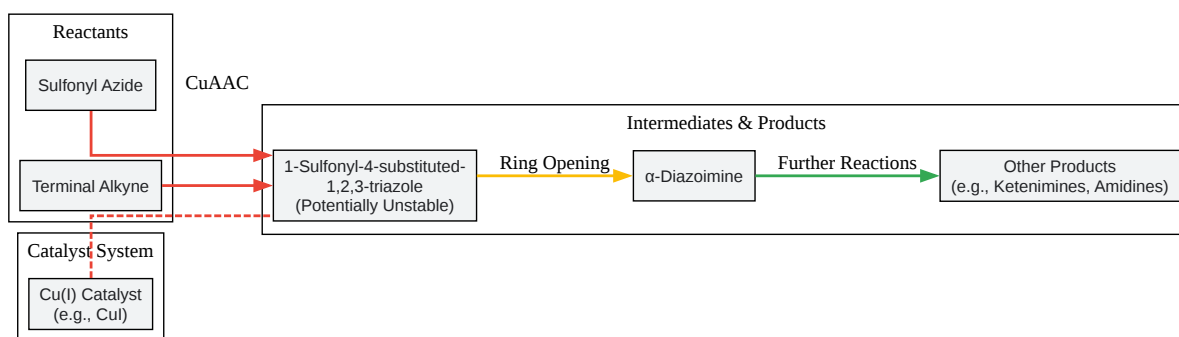 Reactants
Sulfonyl Azide
CuAAC
Terminal Alkyne
Catalyst System
Cu(I) Catalyst
(e.g., CuI)
Intermediates & Products
1-Sulfonyl-4-substituted-
1,2,3-triazole
(Potentially Unstable)
Ring Opening
α-Diazoimine
Further Reactions
Other Products
(e.g., Ketenimines, Amidines)